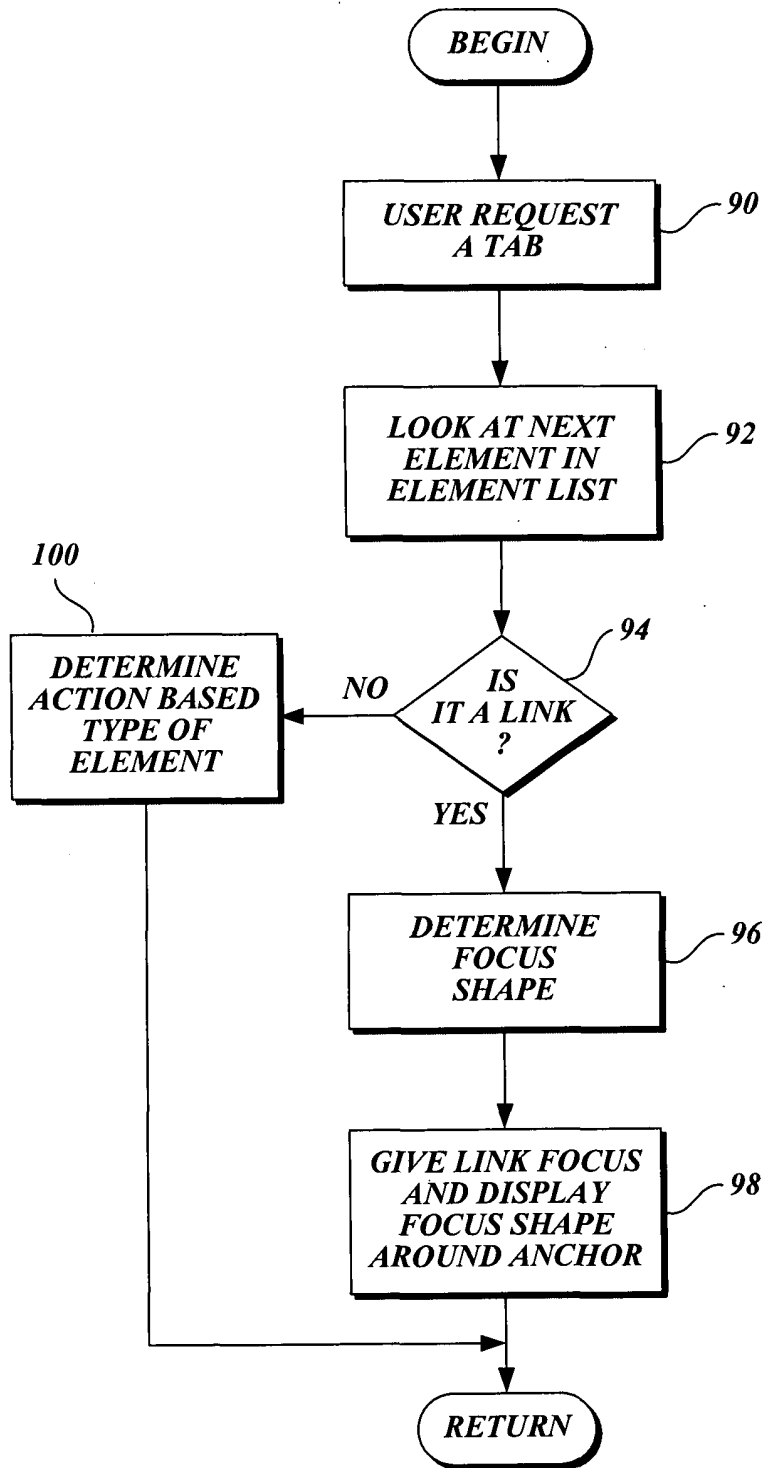 BEGIN
USER REQUEST
A TAB
90
LOOK AT NEXT
ELEMENT IN
ELEMENT LIST
92
100
DETERMINE
ACTION BASED
TYPE OF
ELEMENT
NO
IS
IT A LINK
?
94
YES
DETERMINE
FOCUS
SHAPE
96
GIVE LINK FOCUS
AND DISPLAY
FOCUS SHAPE
AROUND ANCHOR
98
RETURN